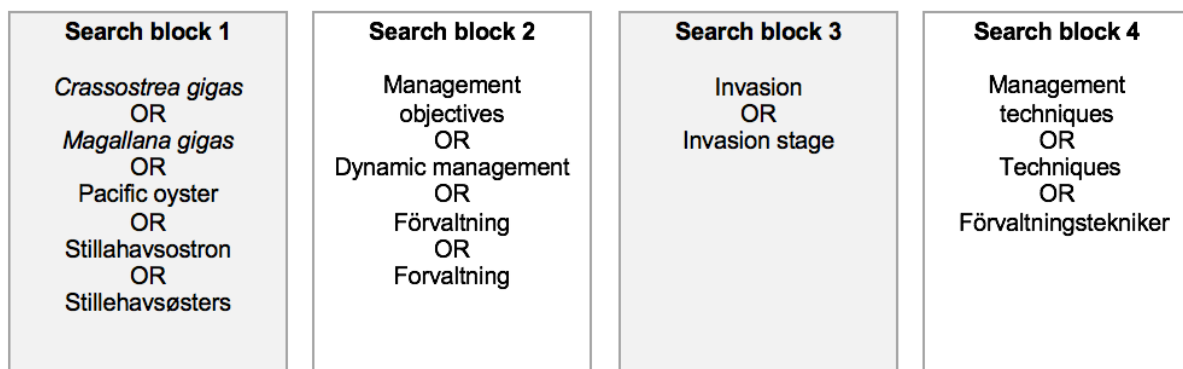 Search block 1
Crassostrea gigas
OR
Magallana gigas
OR
Pacific oyster
OR
Stillahavsostron
OR
Stillehavsøsters
Search block 2
Management
objectives
OR
Dynamic management
OR
Förvaltning
OR
Forvaltning
Search block 3
Invasion
OR
Invasion stage
Search block 4
Management
techniques
OR
Techniques
OR
Förvaltningstekniker